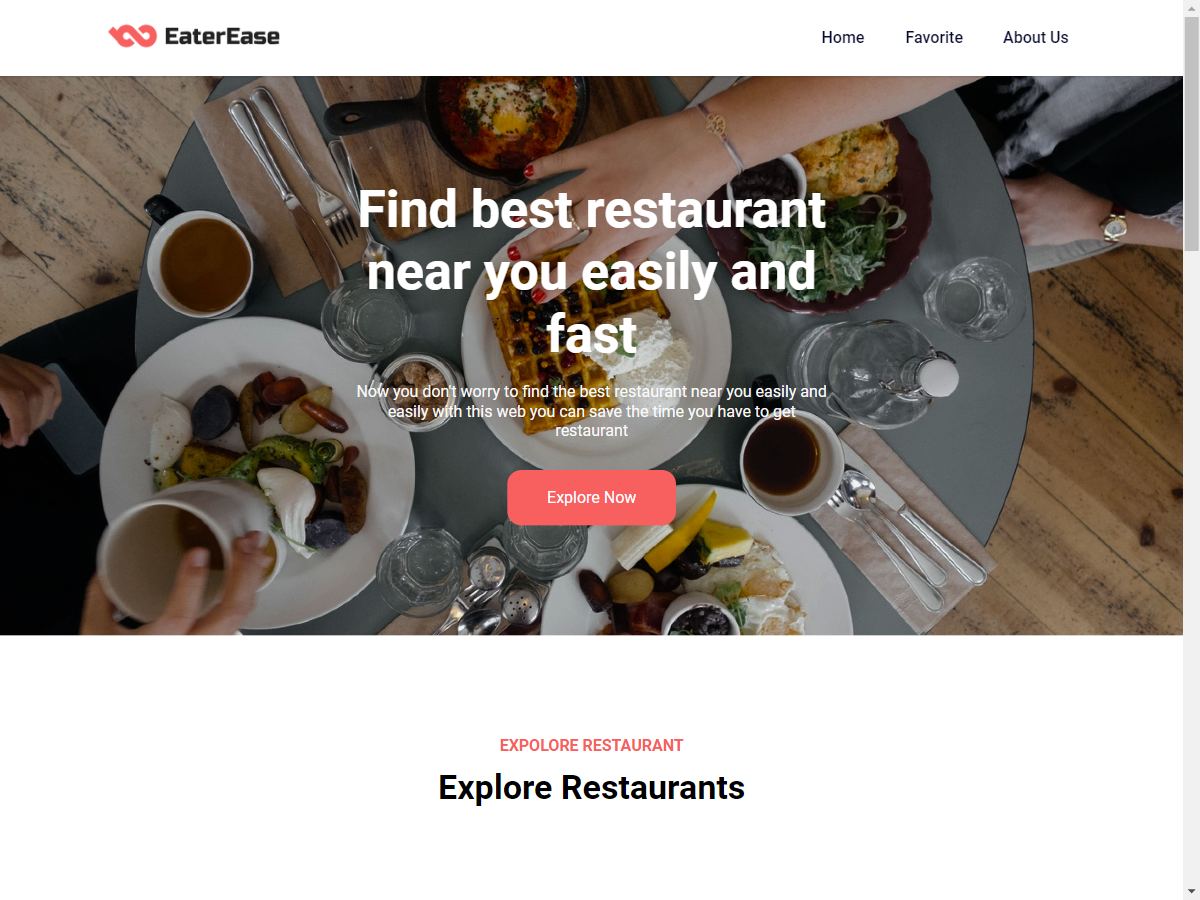 EaterEase
Home
Favorite
About Us
Find best restaurant
near you easily and
fast
Now you don't worry to find the best restaurant near you easily and
easily with this web you can save the time you have to get
restaurant
Explore Now
EXPOLORE RESTAURANT
Explore Restaurants